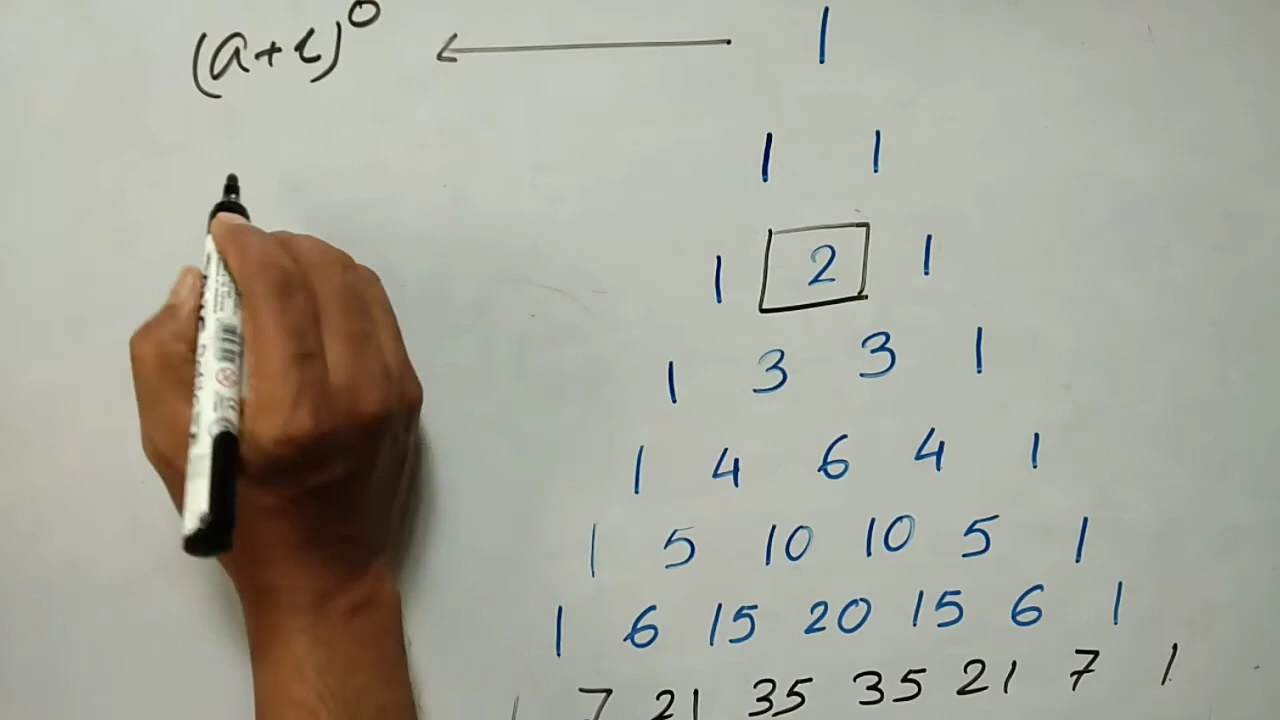 (a+b)⁰ ← 1
1 1
1 2 1
1 3 3 1
1 4 6 4 1
1 5 10 10 5 1
1 6 15 20 15 6 1
1 7 21 35 35 21 7 1